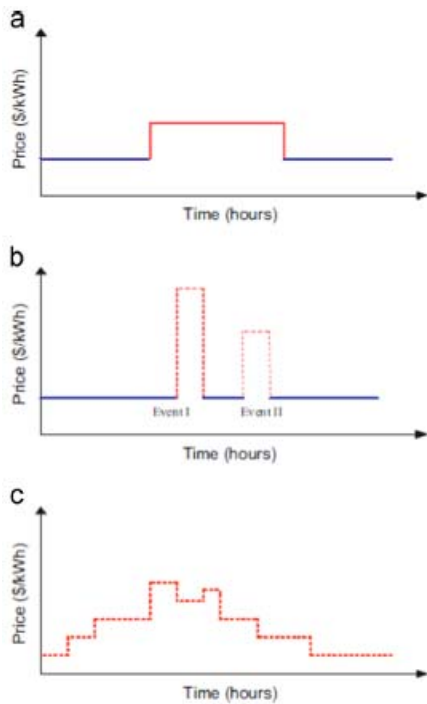 a
Price ($/kWh)
Time (hours)
b
Price ($/kWh)
Event I
Event II
Time (hours)
c
Price ($/kWh)
Time (hours)